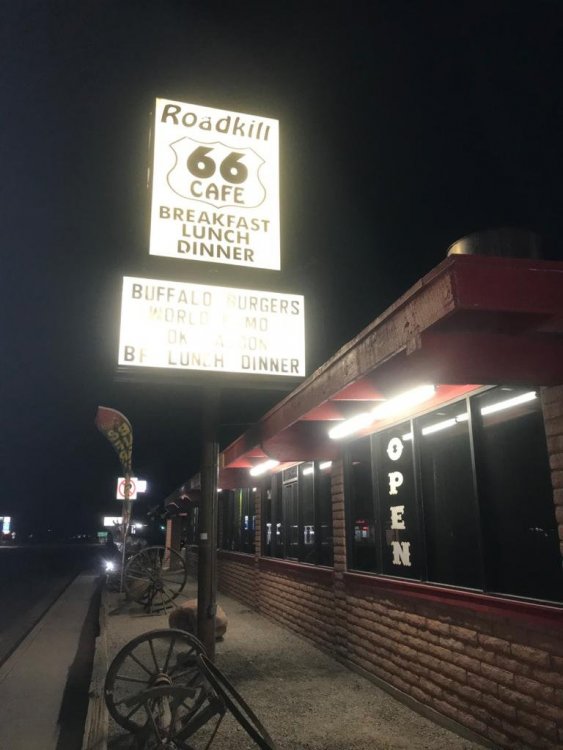 Roadkill
66
CAFE
BREAKFAST
LUNCH
DINNER
BUFFALO BURGERS
WORLD
OK
LUNCH DINNER
OPEN